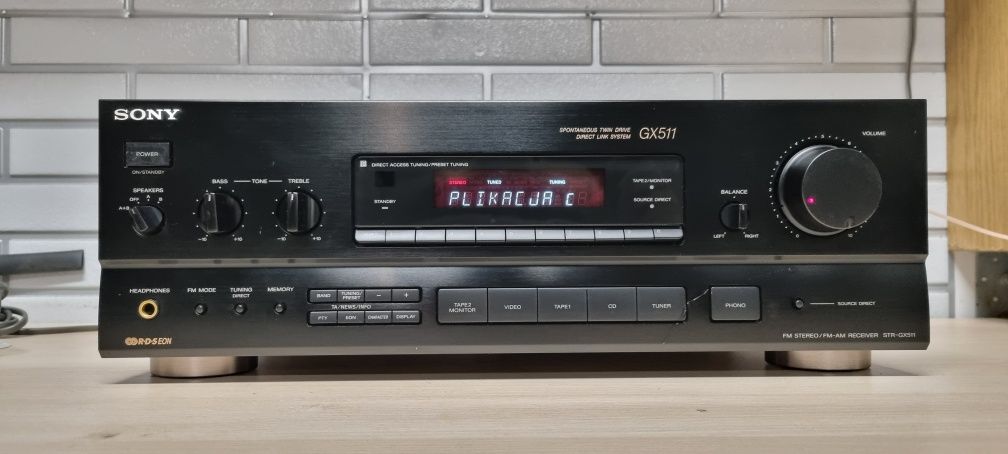 SONY
SPONTANEOUS TWIN DRIVE
DIRECT LINK SYSTEM
GX511
VOLUME
0
5
10
POWER
ON/STANDBY
SPEAKERS
OFF A B
A+B
BASS TONE TREBLE
-10 +10
-10 +10
DIRECT ACCESS TUNING/PRESET TUNING
STANDBY
STEREO TUNED TUNING
PLIKACJA C
TAPE2/MONITOR
SOURCE DIRECT
BALANCE
LEFT RIGHT
HEADPHONES
FM MODE
TUNING
DIRECT
MEMORY
BAND
TUNING/
PRESET
-
+
TA/NEWS/INFO
PTY
EON
CHARACTER
DISPLAY
TAPE2
MONITOR
VIDEO
TAPE1
CD
TUNER
PHONO
SOURCE DIRECT
R·D·S EON
FM STEREO/FM-AM RECEIVER STR-GX511